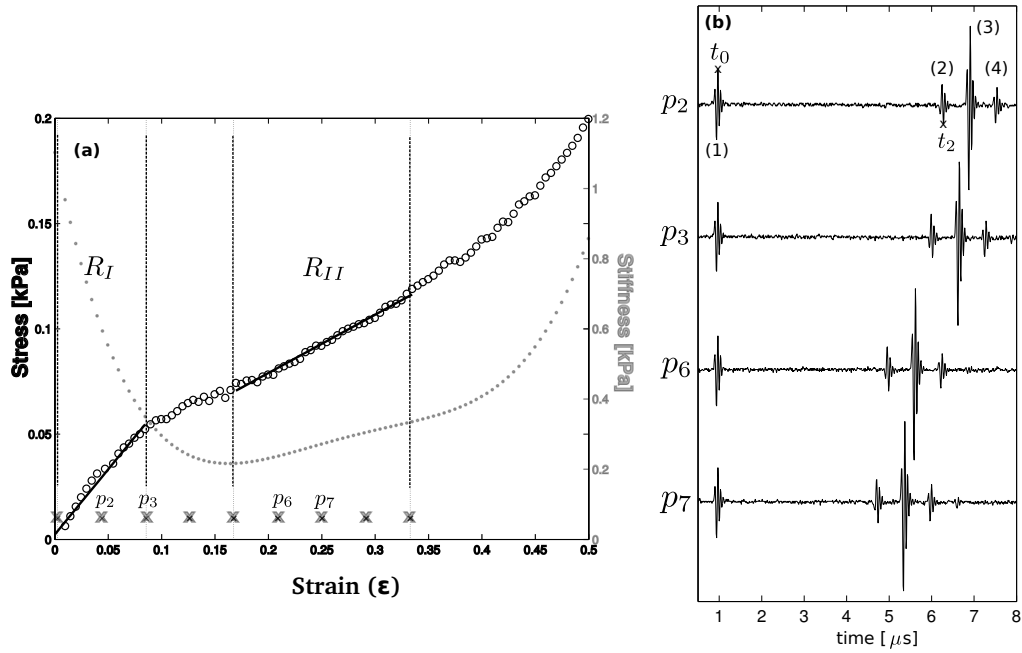 (a)
R_I
R_II
Stress [kPa]
0.2
0.15
0.1
0.05
0
1.2
1
0.8
0.6
0.4
0.2
0
Stiffness [kPa]
p_2 p_3 p_6 p_7
0 0.05 0.1 0.15 0.2 0.25 0.3 0.35 0.4 0.45 0.5
Strain (ε)
(b)
t_0
(3)
(2)
(4)
p_2
t_2
(1)
p_3
p_6
p_7
1 2 3 4 5 6 7 8
time [ μs]